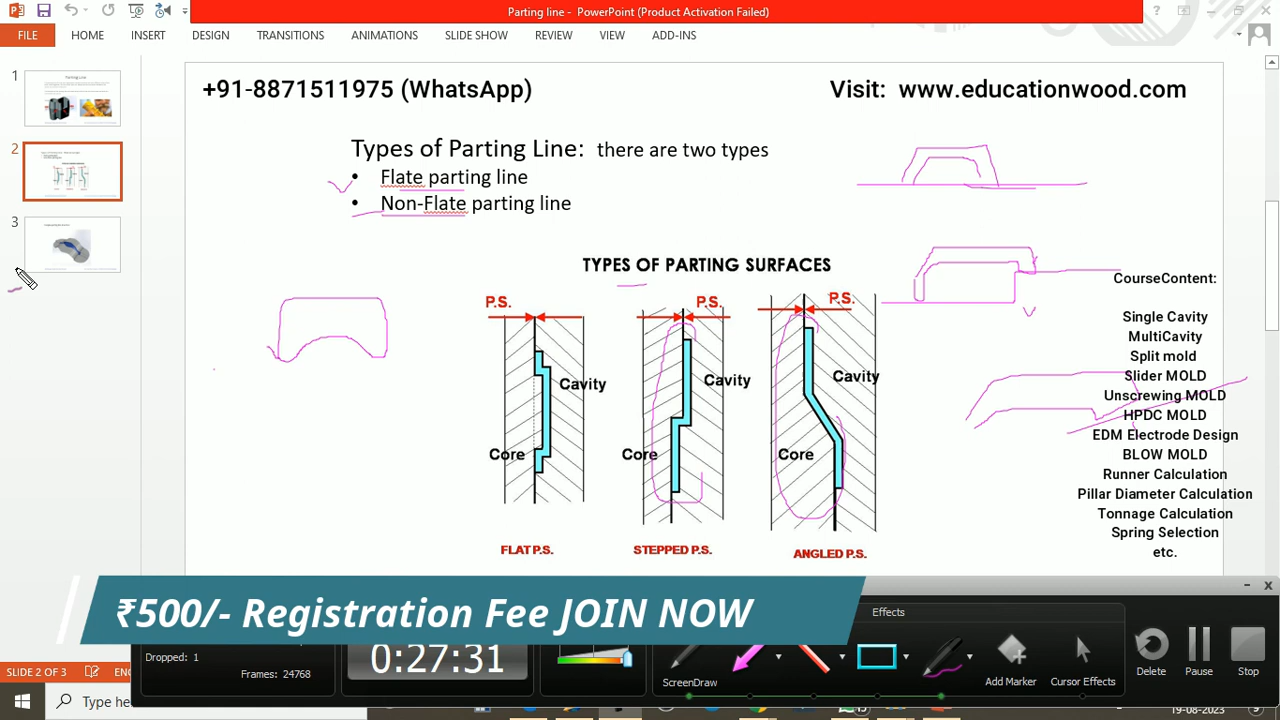 Parting line - PowerPoint (Product Activation Failed)
FILE HOME INSERT DESIGN TRANSITIONS ANIMATIONS SLIDE SHOW REVIEW VIEW ADD-INS
1
2
3
+91-8871511975 (WhatsApp)
Visit: www.educationwood.com
Types of Parting Line: there are two types
• Flate parting line
• Non-Flate parting line
TYPES OF PARTING SURFACES
P.S. P.S. P.S.
Cavity Cavity Cavity
Core Core Core
FLAT P.S. STEPPED P.S. ANGLED P.S.
CourseContent:
Single Cavity
MultiCavity
Split mold
Slider MOLD
Unscrewing MOLD
HPDC MOLD
EDM Electrode Design
BLOW MOLD
Runner Calculation
Pillar Diameter Calculation
Tonnage Calculation
Spring Selection
etc.
₹500/- Registration Fee JOIN NOW
Effects
Dropped: 1
Frames: 24768
0:27:31
ScreenDraw
Add Marker
Cursor Effects
Delete
Pause
Stop
SLIDE 2 OF 3
Type he
19-08-2023